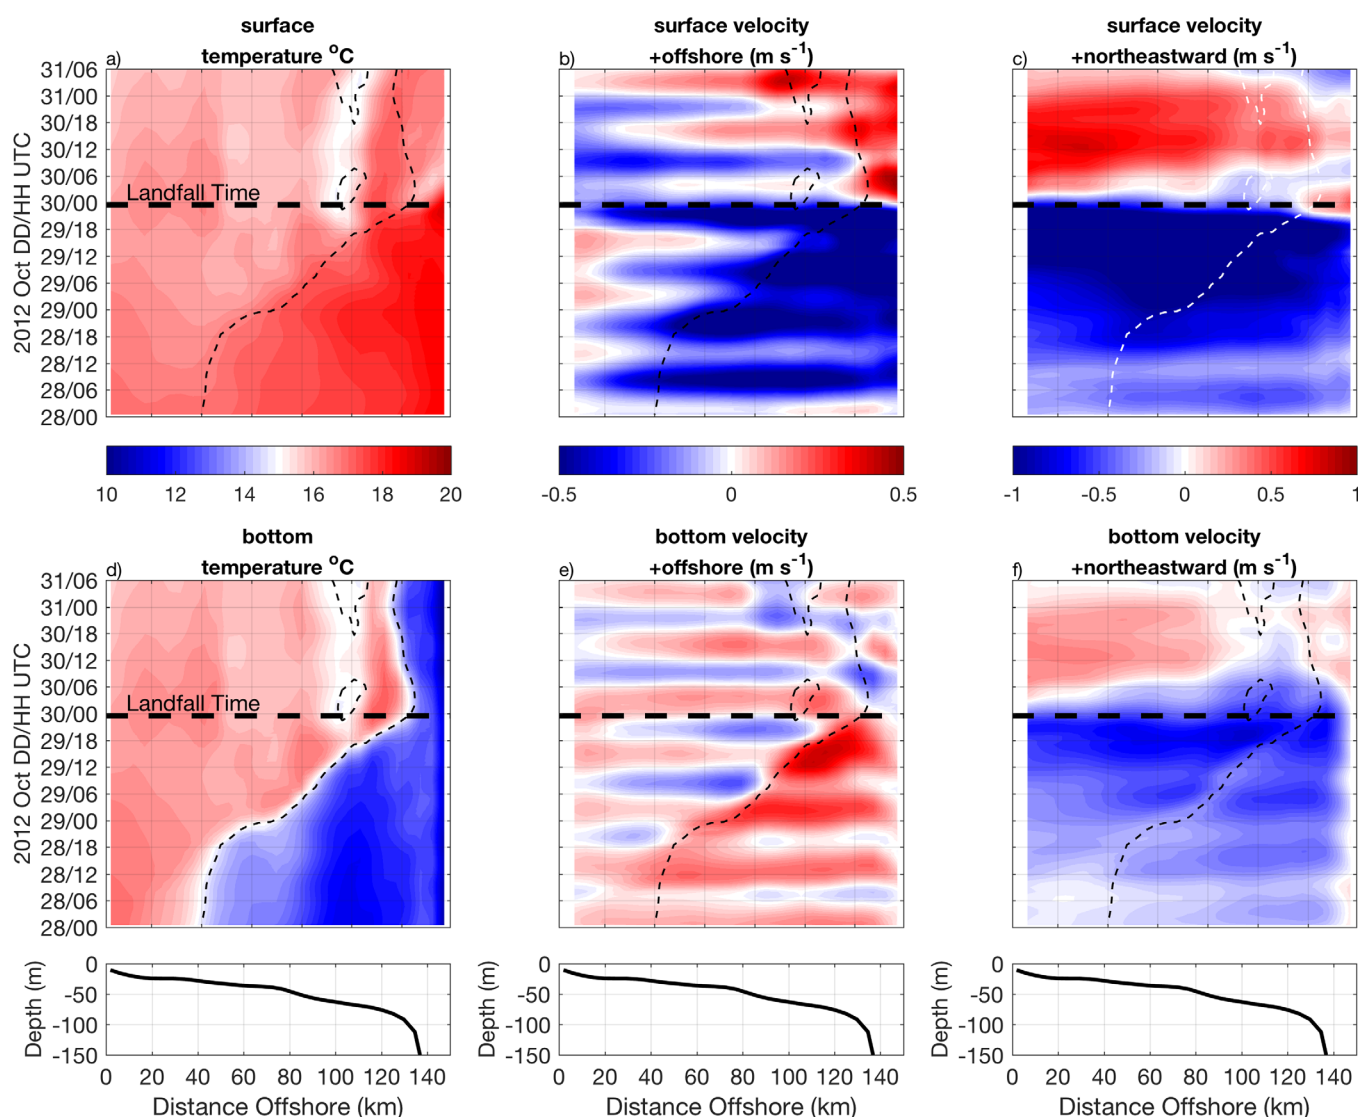 surface
temperature °C
a)
31/06
31/00
30/18
30/12
30/06
30/00
29/18
29/12
29/06
29/00
28/18
28/12
28/06
28/00
2012 Oct DD/HH UTC
Landfall Time
10 12 14 16 18 20
surface velocity
+offshore (m s⁻¹)
b)
-0.5 0 0.5
surface velocity
+northeastward (m s⁻¹)
c)
-1 -0.5 0 0.5 1
bottom
temperature °C
d)
31/06
31/00
30/18
30/12
30/06
30/00
29/18
29/12
29/06
29/00
28/18
28/12
28/06
28/00
2012 Oct DD/HH UTC
Landfall Time
bottom velocity
+offshore (m s⁻¹)
e)
bottom velocity
+northeastward (m s⁻¹)
f)
0
-50
-100
-150
Depth (m)
0 20 40 60 80 100 120 140
Distance Offshore (km)
0
-50
-100
-150
Depth (m)
0 20 40 60 80 100 120 140
Distance Offshore (km)
0
-50
-100
-150
Depth (m)
0 20 40 60 80 100 120 140
Distance Offshore (km)